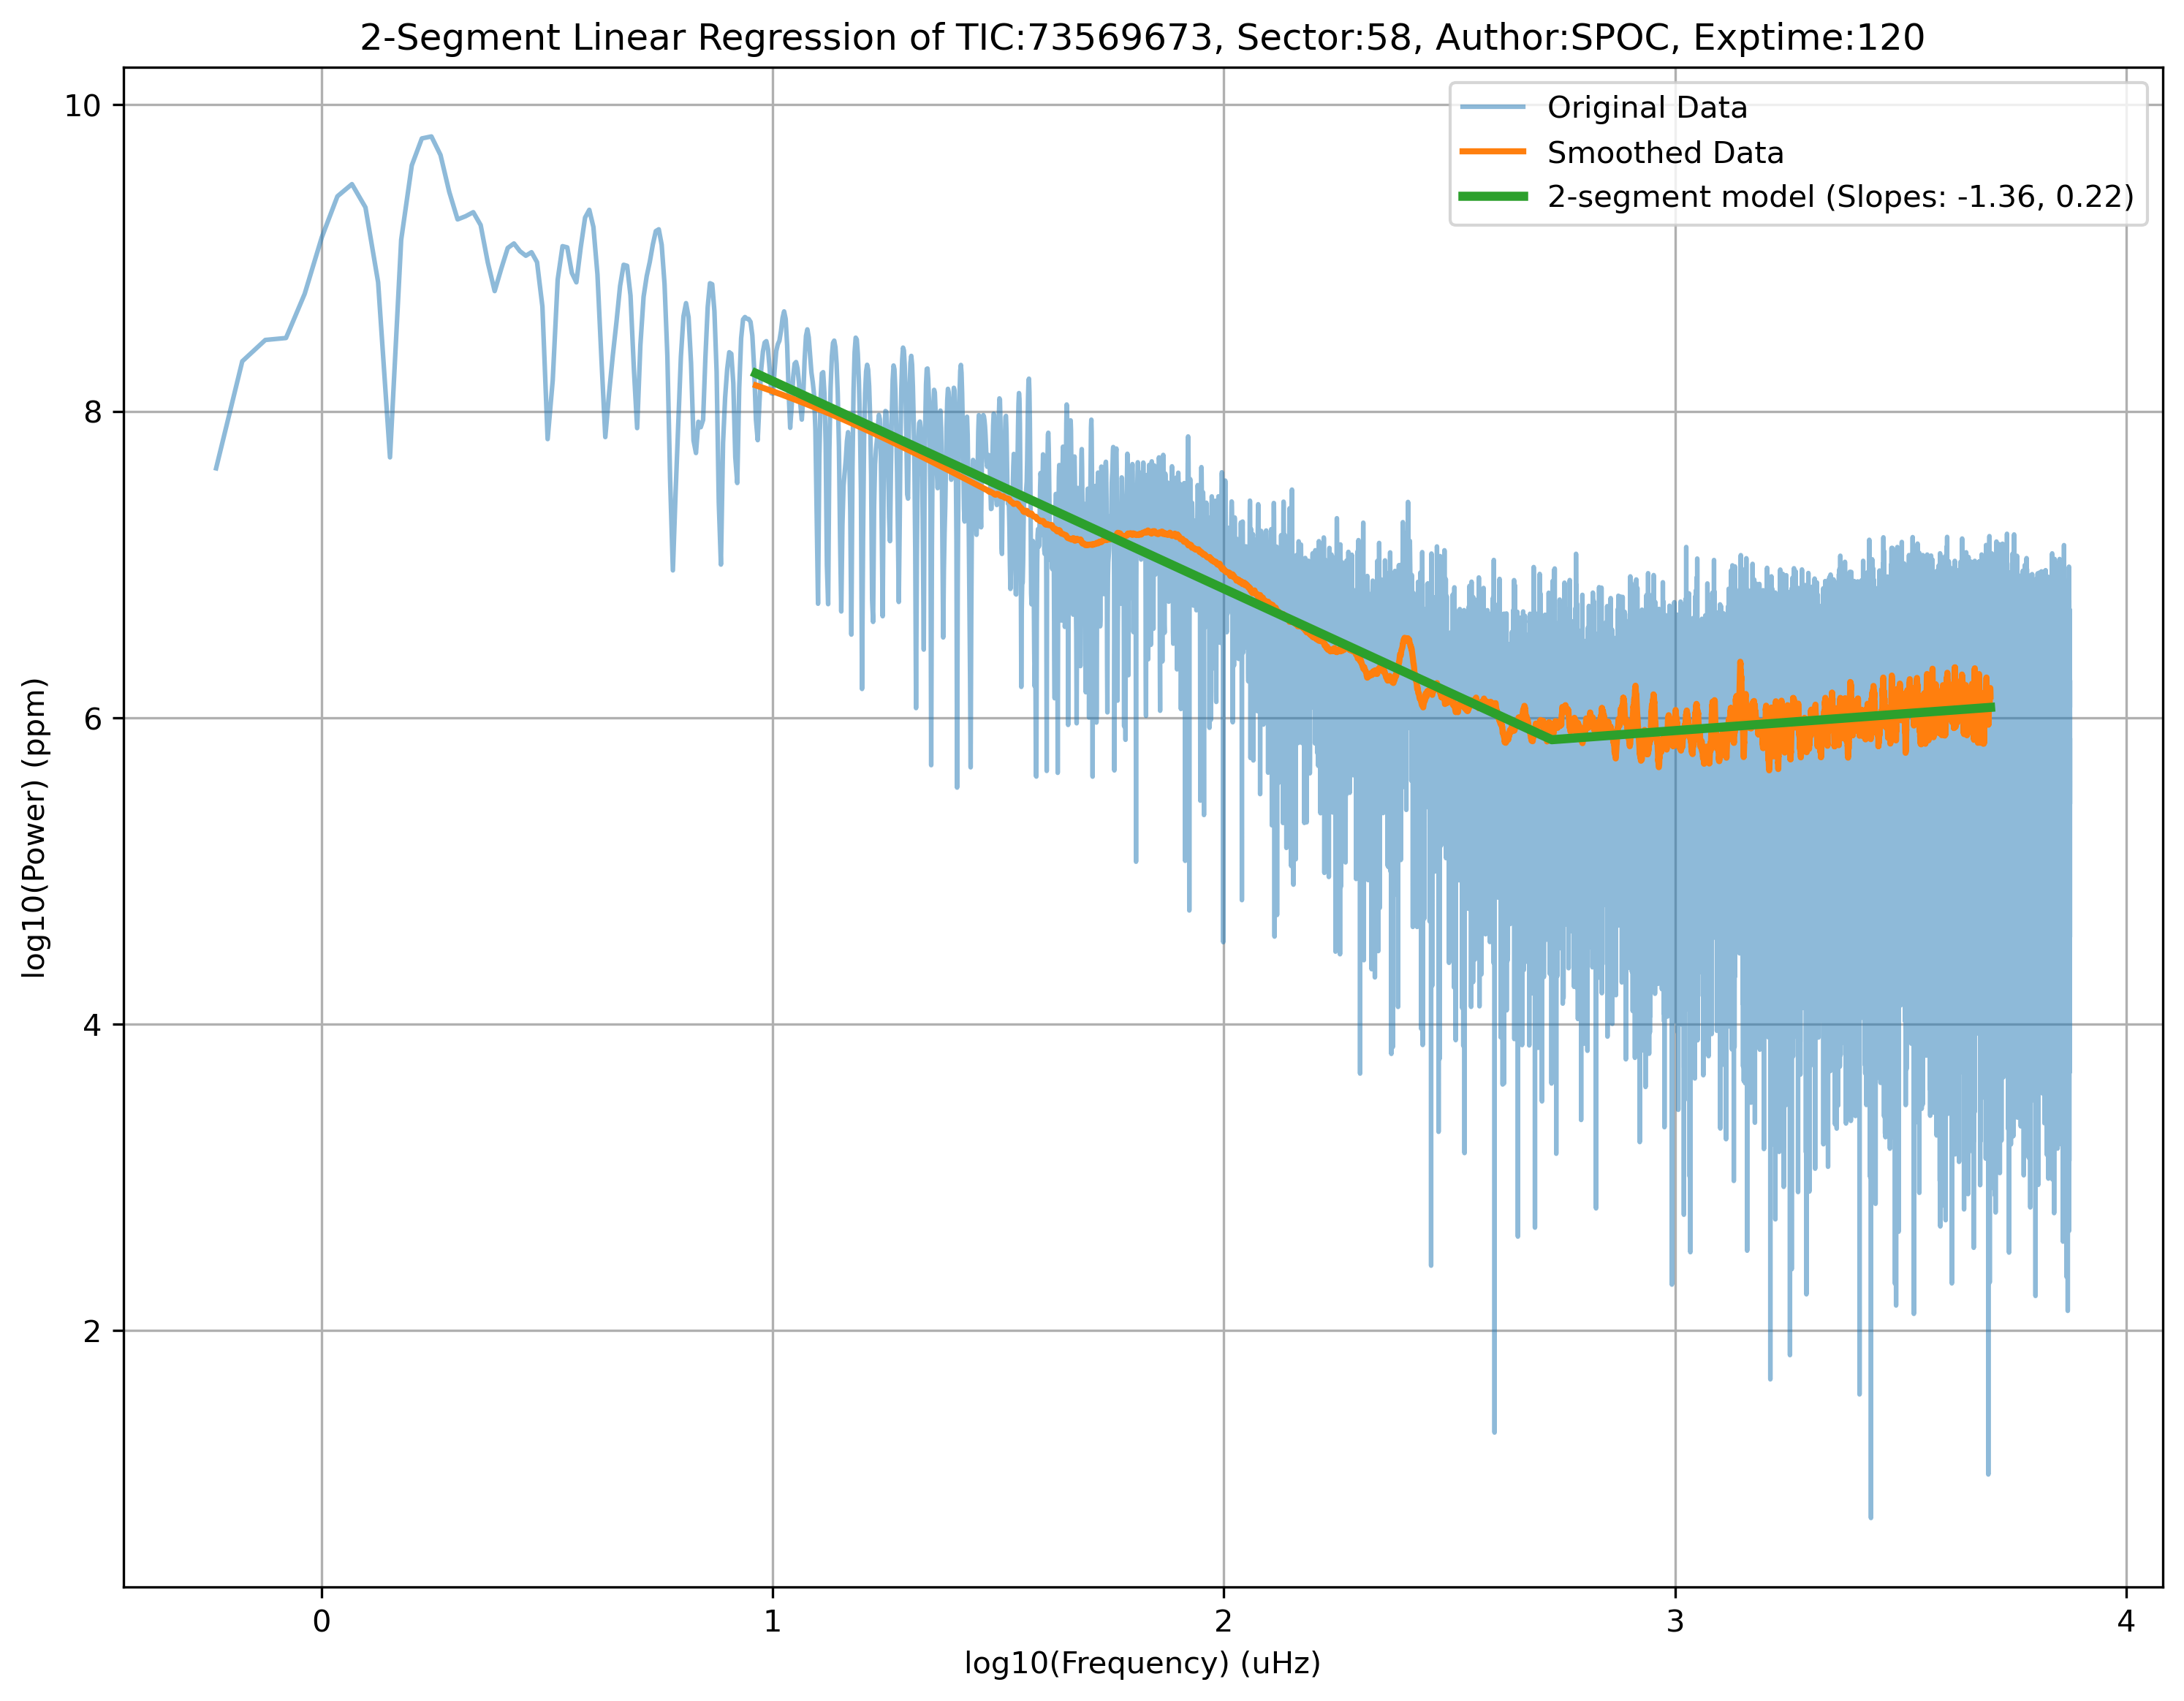 2-Segment Linear Regression of TIC:73569673, Sector:58, Author:SPOC, Exptime:120
Original Data
Smoothed Data
2-segment model (Slopes: -1.36, 0.22)
log10(Power) (ppm)
10
8
6
4
2
0 1 2 3 4
log10(Frequency) (uHz)